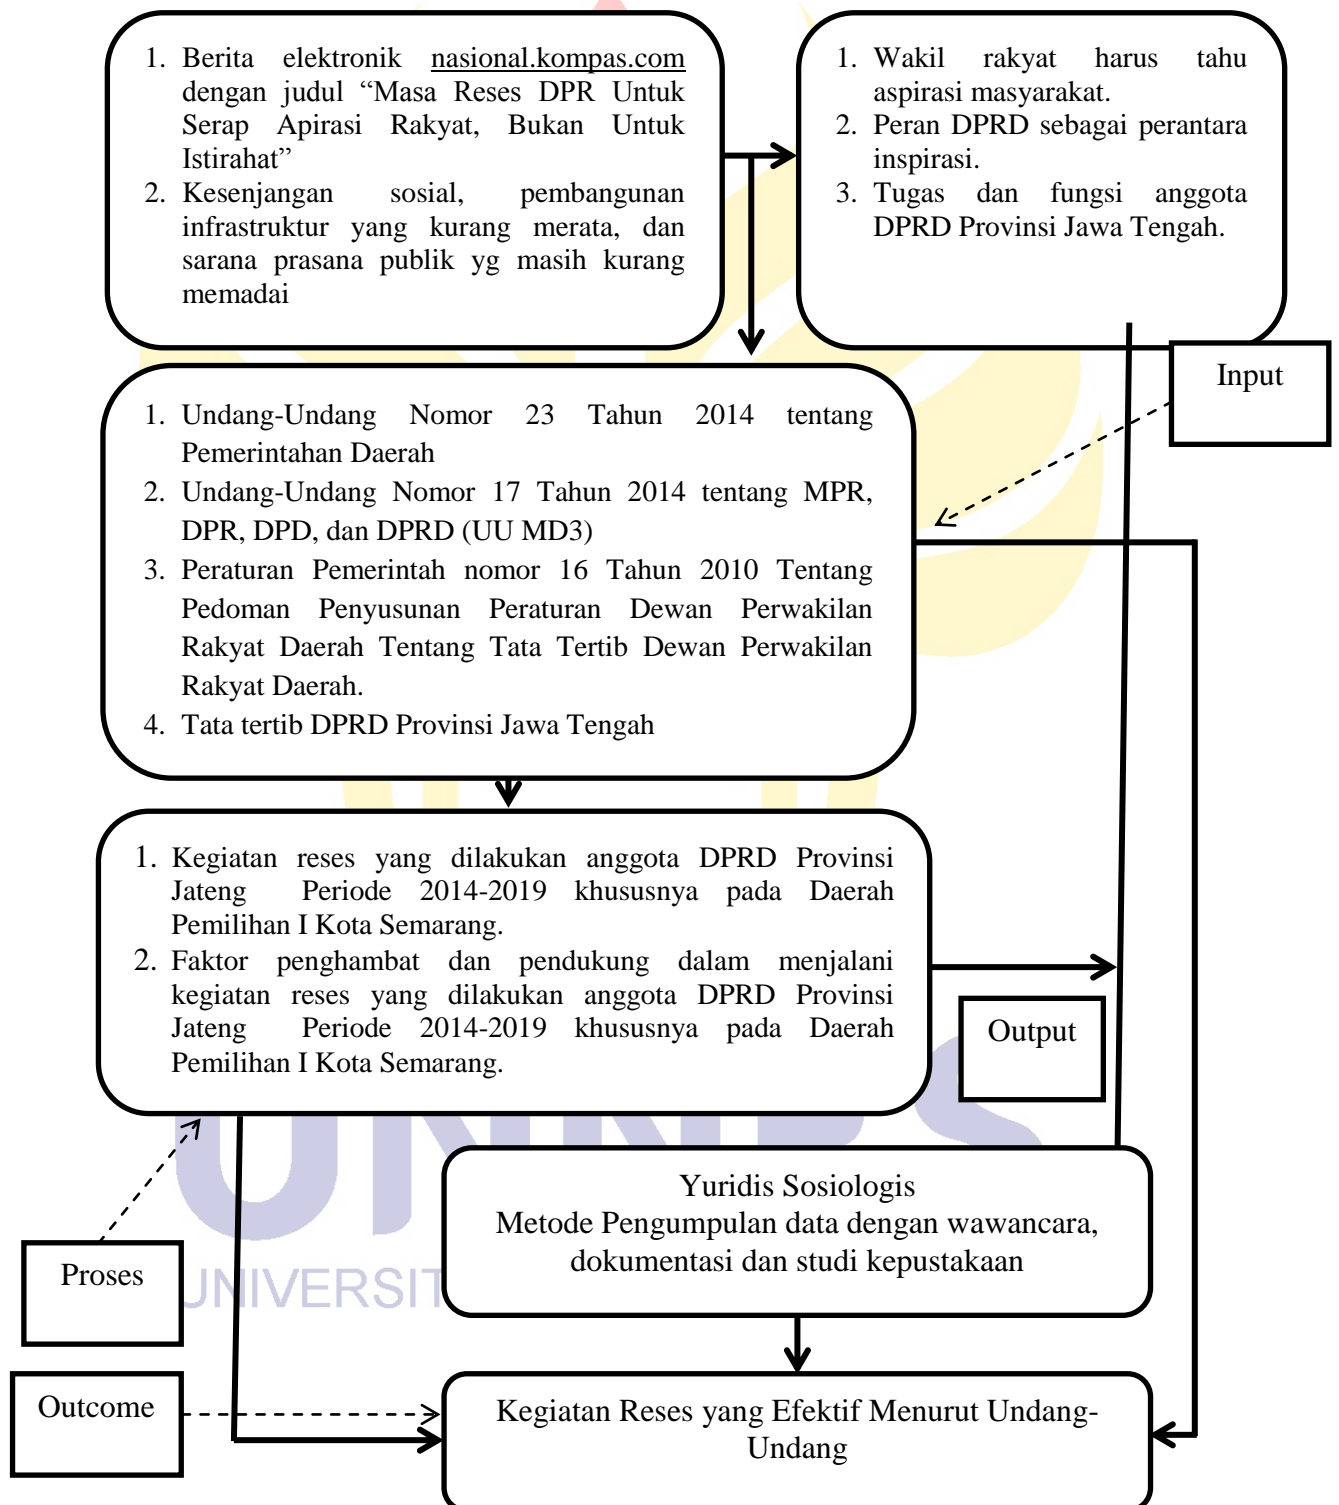 1. Berita elektronik nasional.kompas.com
dengan judul “Masa Reses DPR Untuk
Serap Apirasi Rakyat, Bukan Untuk
Istirahat”
2. Kesenjangan sosial, pembangunan
infrastruktur yang kurang merata, dan
sarana prasana publik yg masih kurang
memadai
1. Wakil rakyat harus tahu
aspirasi masyarakat.
2. Peran DPRD sebagai perantara
inspirasi.
3. Tugas dan fungsi anggota
DPRD Provinsi Jawa Tengah.
Input
1. Undang-Undang Nomor 23 Tahun 2014 tentang
Pemerintahan Daerah
2. Undang-Undang Nomor 17 Tahun 2014 tentang MPR,
DPR, DPD, dan DPRD (UU MD3)
3. Peraturan Pemerintah nomor 16 Tahun 2010 Tentang
Pedoman Penyusunan Peraturan Dewan Perwakilan
Rakyat Daerah Tentang Tata Tertib Dewan Perwakilan
Rakyat Daerah.
4. Tata tertib DPRD Provinsi Jawa Tengah
1. Kegiatan reses yang dilakukan anggota DPRD Provinsi
Jateng Periode 2014-2019 khususnya pada Daerah
Pemilihan I Kota Semarang.
2. Faktor penghambat dan pendukung dalam menjalani
kegiatan reses yang dilakukan anggota DPRD Provinsi
Jateng Periode 2014-2019 khususnya pada Daerah
Pemilihan I Kota Semarang.
Output
UNNES
Yuridis Sosiologis
Metode Pengumpulan data dengan wawancara,
dokumentasi dan studi kepustakaan
Proses
UNIVERSIT
Outcome
Kegiatan Reses yang Efektif Menurut Undang-
Undang